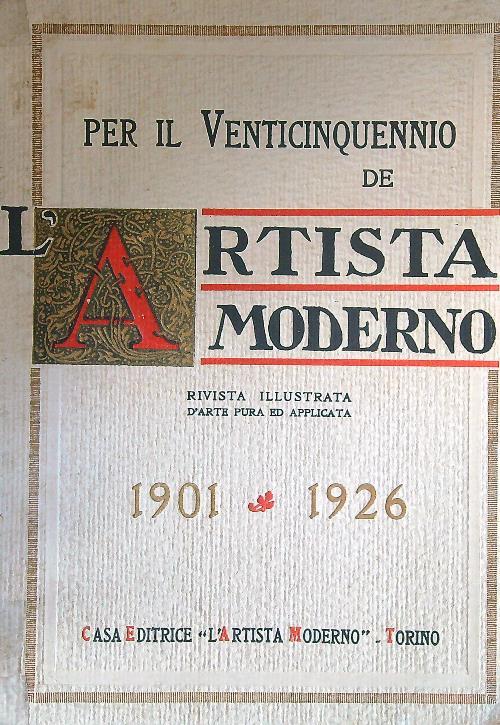 PER IL VENTICINQUENNIO
DE
L'ARTISTA
MODERNO
RIVISTA ILLUSTRATA
D'ARTE PURA ED APPLICATA
1901 1926
CASA EDITRICE "L'ARTISTA MODERNO" - TORINO